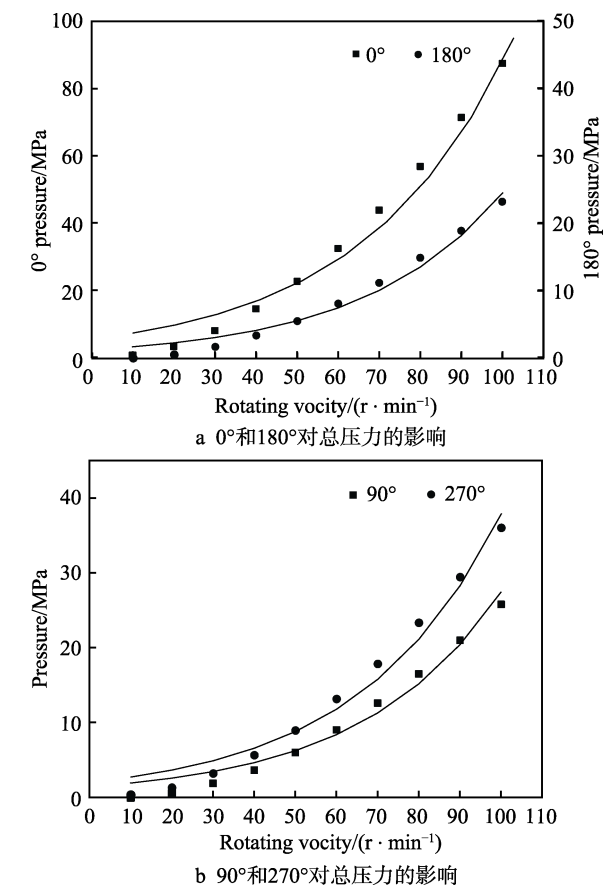 100
80
60
40
20
0
50
40
30
20
10
0
0° pressure/MPa
180° pressure/MPa
0° 180°
0 10 20 30 40 50 60 70 80 90 100 110
Rotating vocity/(r · min⁻¹)
a 0°和180°对总压力的影响
40
30
20
10
0
Pressure/MPa
90° 270°
0 10 20 30 40 50 60 70 80 90 100 110
Rotating vocity/(r · min⁻¹)
b 90°和270°对总压力的影响